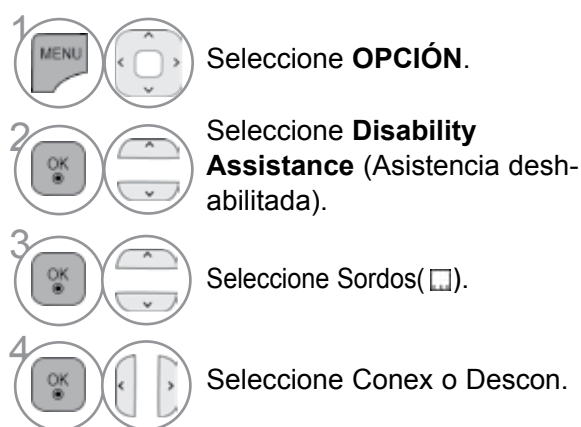 1
MENU
Seleccione OPCIÓN.
2
OK
Seleccione Disability
Assistance (Asistencia desh-
abilitada).
3
OK
Seleccione Sordos( ).
4
OK
Seleccione Conex o Descon.